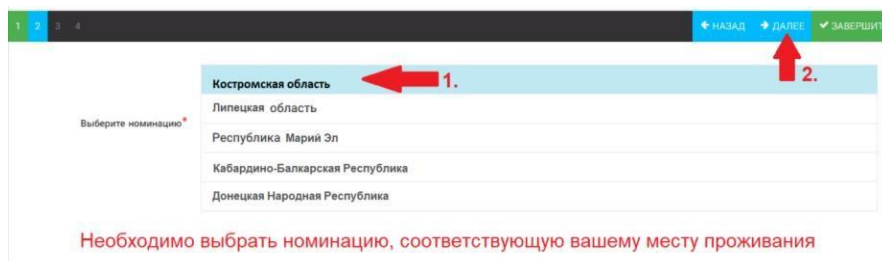 1 2 3 4 НАЗАД ДАЛЕЕ ЗАВЕРШИТ
Костромская область 1. 2.
Липецкая область
Выберите номинацию*
Республика Марий Эл
Кабардино-Балкарская Республика
Донецкая Народная Республика
Необходимо выбрать номинацию, соответствующую вашему месту проживания